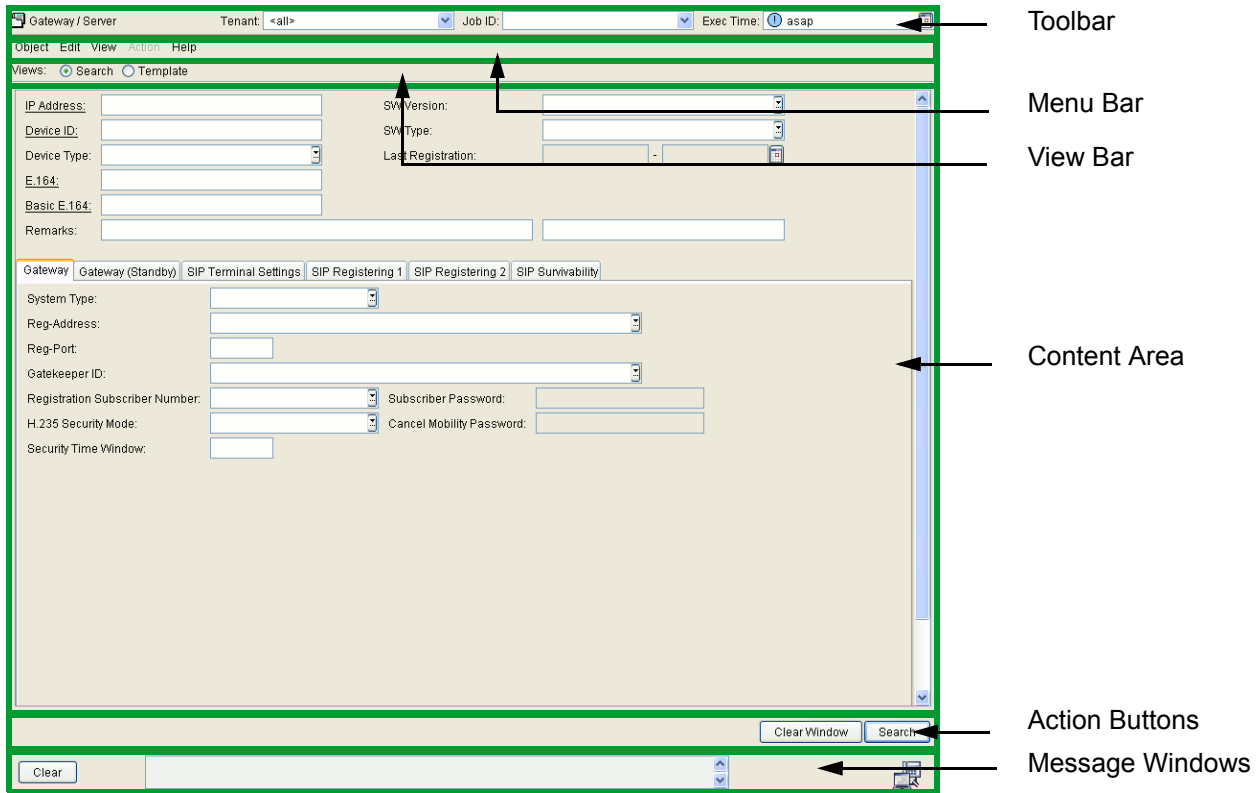 Gateway / Server Tenant: <all> Job ID: Exec Time: asap Toolbar
Object Edit View Action Help
Views: Search Template
Menu Bar
View Bar
IP Address: SW Version:
Device ID: SW Type:
Device Type: Last Registration: -
E.164:
Basic E.164:
Remarks:
Gateway Gateway (Standby) SIP Terminal Settings SIP Registering 1 SIP Registering 2 SIP Survivability
System Type:
Reg-Address:
Reg-Port:
Gatekeeper ID:
Registration Subscriber Number: Subscriber Password:
H.235 Security Mode: Cancel Mobility Password:
Security Time Window:
Content Area
Clear Window Search Action Buttons
Clear Message Windows